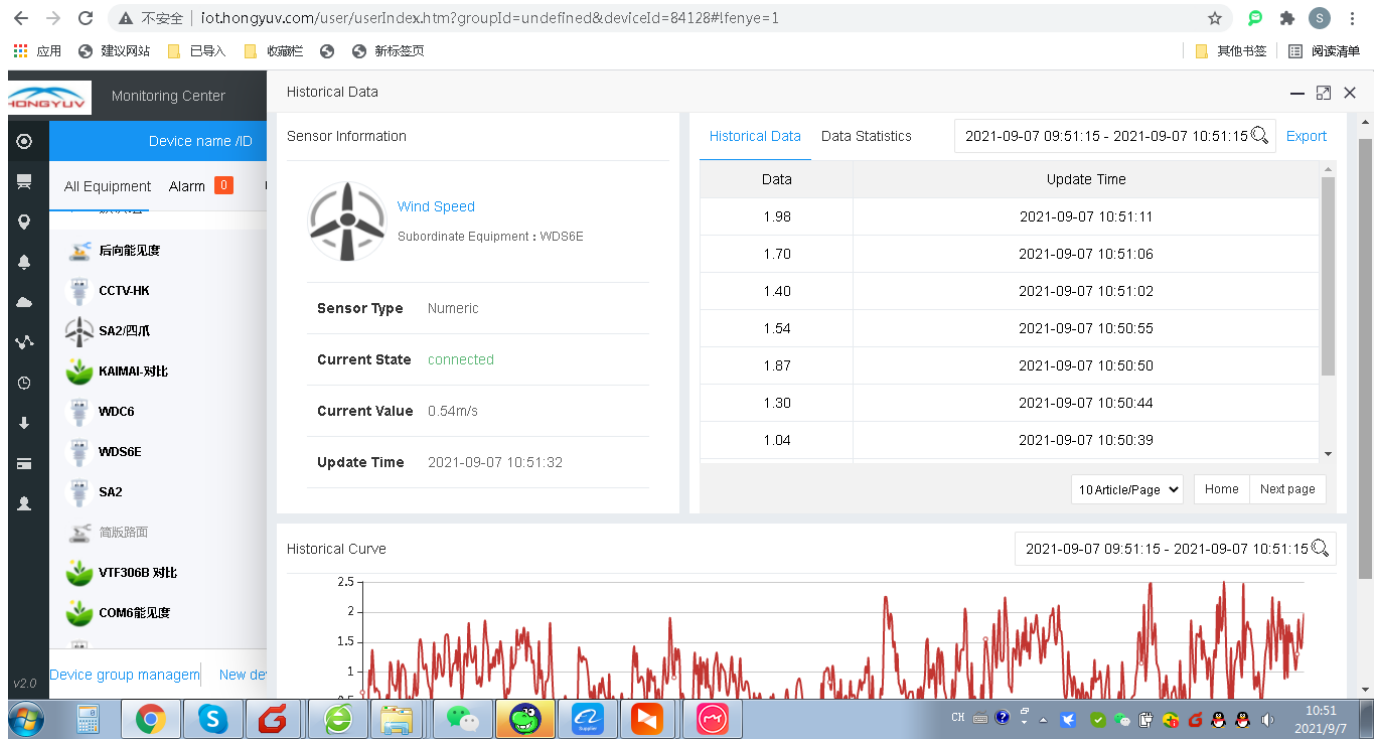 不安全 | iot.hongyuv.com/user/userIndex.htm?groupId=undefined&deviceId=84128#!fenye=1
S
应用 建议网站 已导入 收藏栏 新标签页 其他书签 阅读清单
HONGYUV Monitoring Center
Historical Data
Device name /ID
Sensor Information
Historical Data Data Statistics 2021-09-07 09:51:15 - 2021-09-07 10:51:15 Export
All Equipment Alarm 0
Data Update Time
Wind Speed
Subordinate Equipment : WDS6E
1.98 2021-09-07 10:51:11
1.70 2021-09-07 10:51:06
1.40 2021-09-07 10:51:02
1.54 2021-09-07 10:50:55
1.87 2021-09-07 10:50:50
1.30 2021-09-07 10:50:44
1.04 2021-09-07 10:50:39
Sensor Type Numeric
Current State connected
Current Value 0.54m/s
Update Time 2021-09-07 10:51:32
10 Article/Page Home Next page
后向能见度
CCTV-HK
SA2/四爪
KAIMAI-对比
WDC6
WDS6E
SA2
简版路面
VTF306B 对比
COM6能见度
Device group managem New de
v2.0
Historical Curve 2021-09-07 09:51:15 - 2021-09-07 10:51:15
2.5
2
1.5
1
CH
10:51
2021/9/7